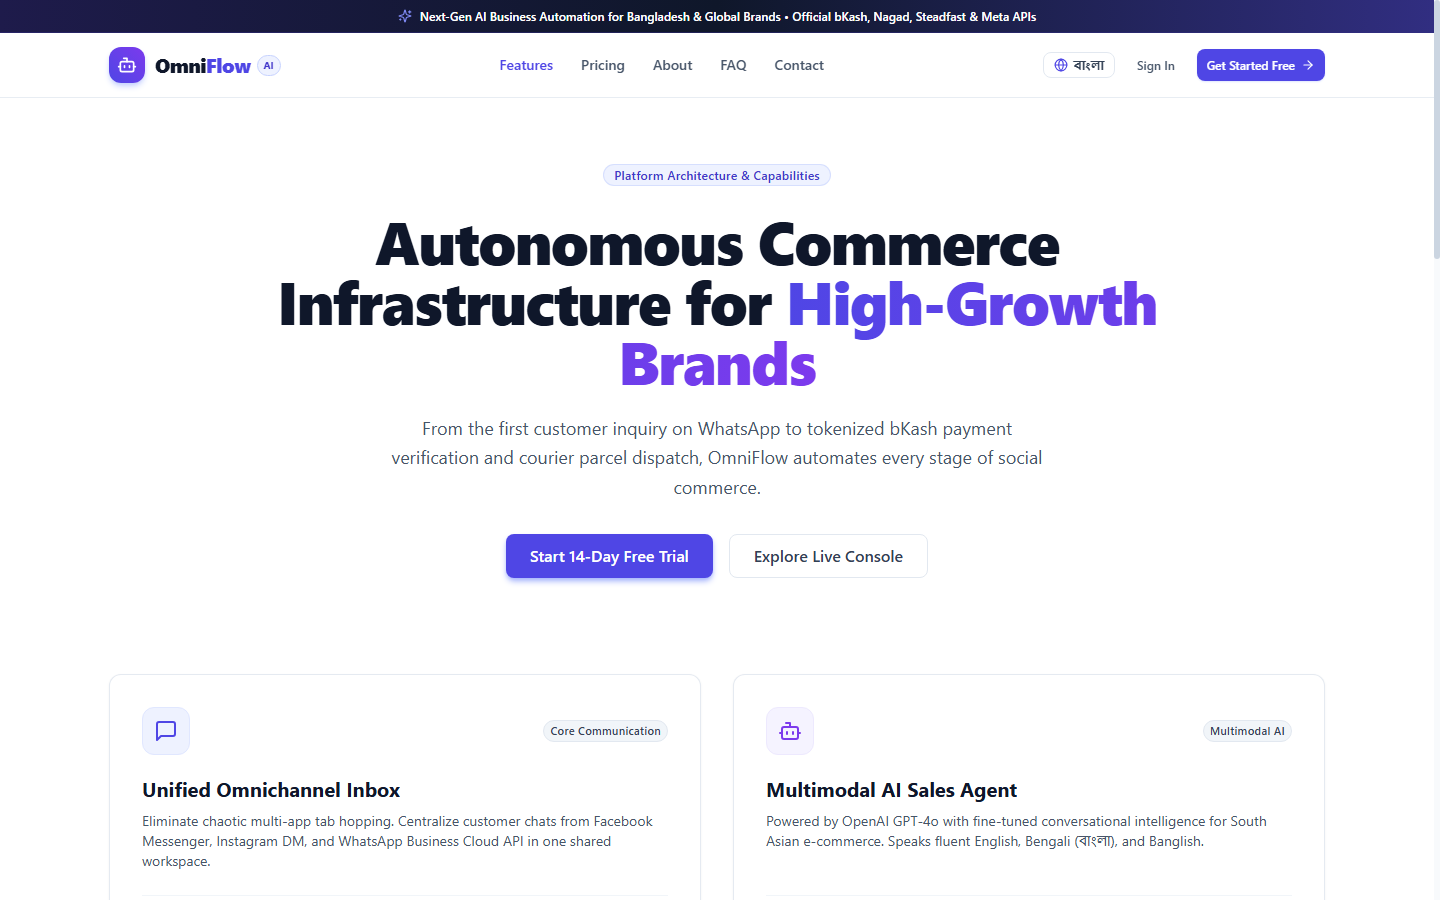 Next-Gen AI Business Automation for Bangladesh & Global Brands • Official bKash, Nagad, Steadfast & Meta APIs
OmniFlow AI
Features Pricing About FAQ Contact
বাংলা Sign In Get Started Free
Platform Architecture & Capabilities
Autonomous Commerce
Infrastructure for High-Growth
Brands
From the first customer inquiry on WhatsApp to tokenized bKash payment
verification and courier parcel dispatch, OmniFlow automates every stage of social
commerce.
Start 14-Day Free Trial
Explore Live Console
Core Communication
Unified Omnichannel Inbox
Eliminate chaotic multi-app tab hopping. Centralize customer chats from Facebook
Messenger, Instagram DM, and WhatsApp Business Cloud API in one shared
workspace.
Multimodal AI
Multimodal AI Sales Agent
Powered by OpenAI GPT-4o with fine-tuned conversational intelligence for South
Asian e-commerce. Speaks fluent English, Bengali (বাংলা), and Banglish.